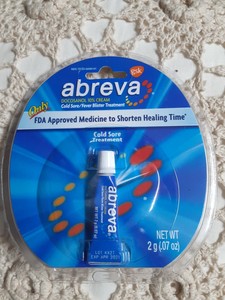 abreva
gsk
DOCOSANOL 10% CREAM
Cold Sore/Fever Blister Treatment
Only
FDA Approved Medicine to Shorten Healing Time*
Cold Sore
Treatment
abreva
NET WT
2 g (.07 oz)